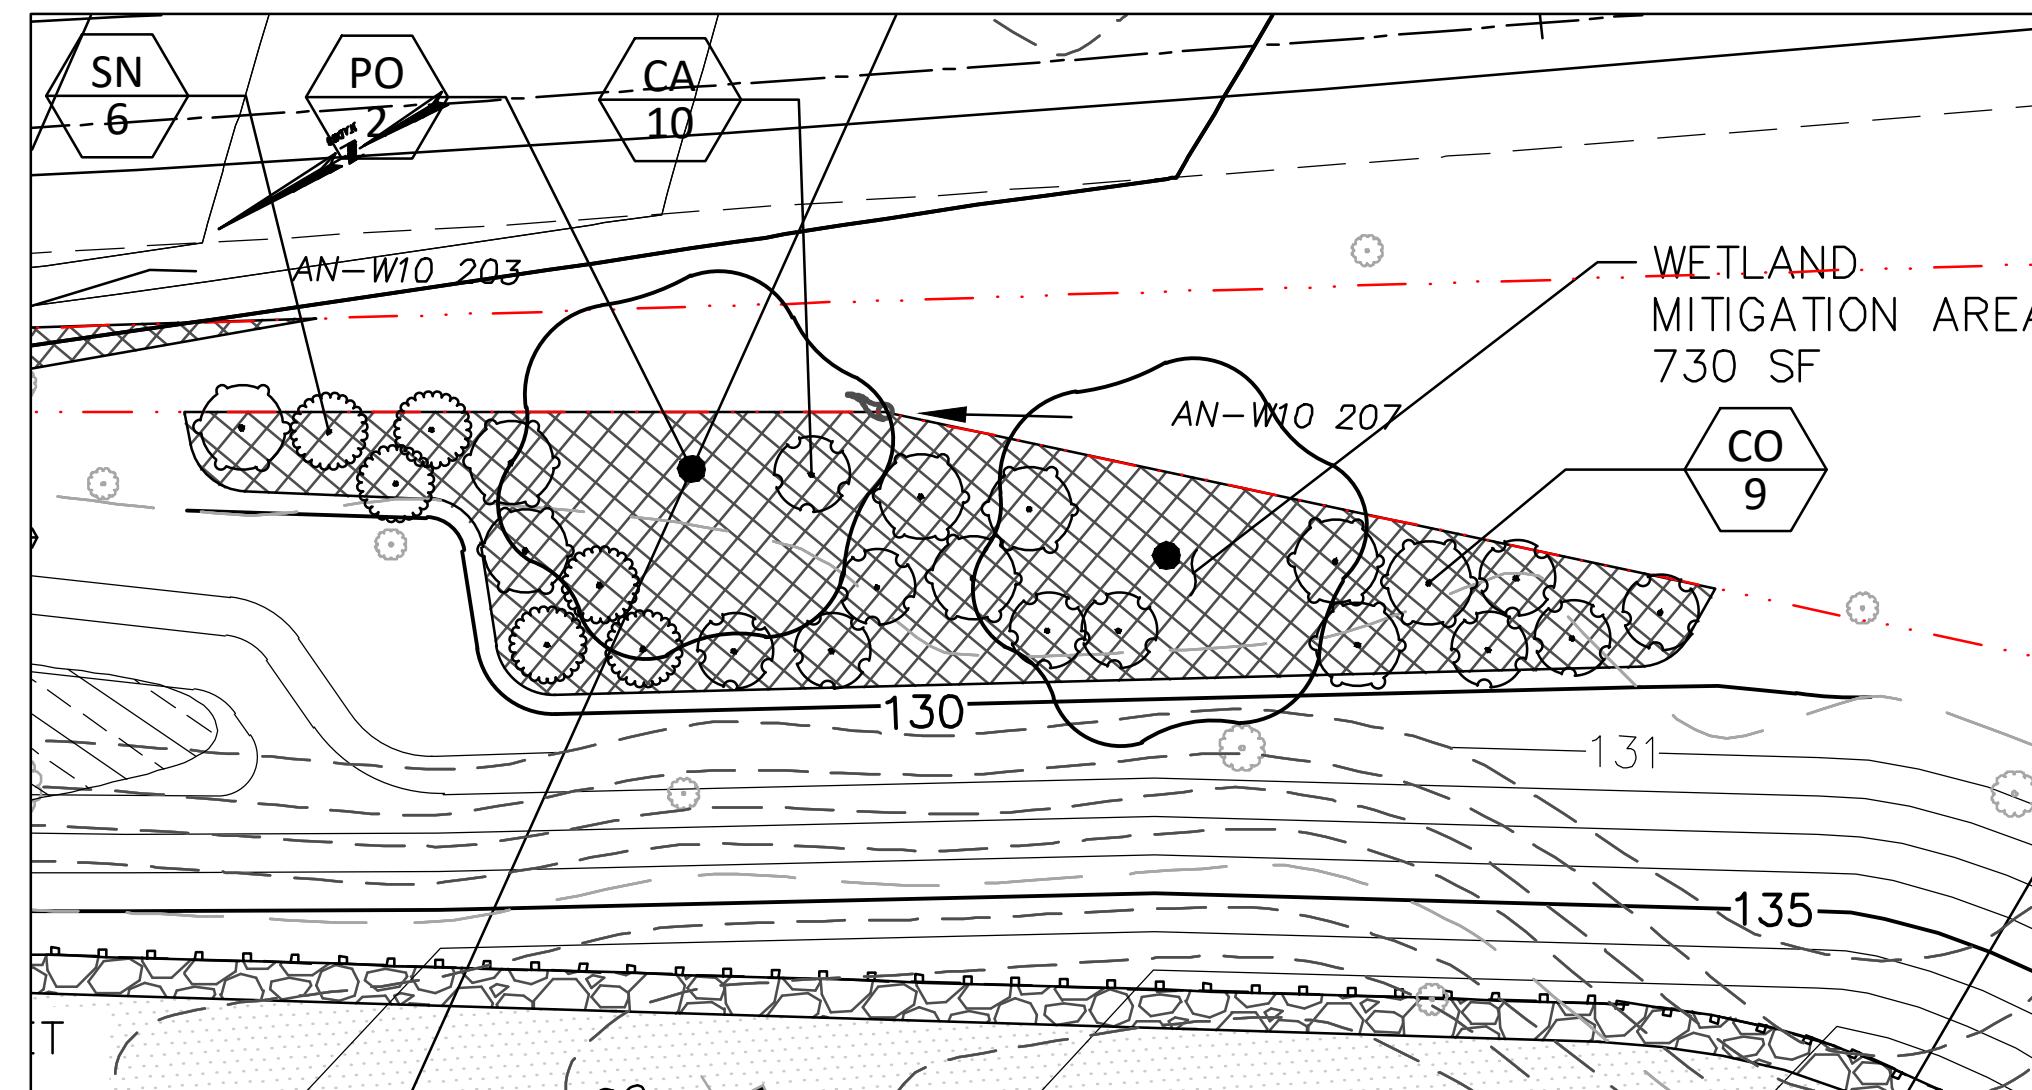 SN
6
PO
2
CA
10
AN-W10 203
WETLAND
MITIGATION AREA
730 SF
AN-W10 207
CO
9
130
131
135